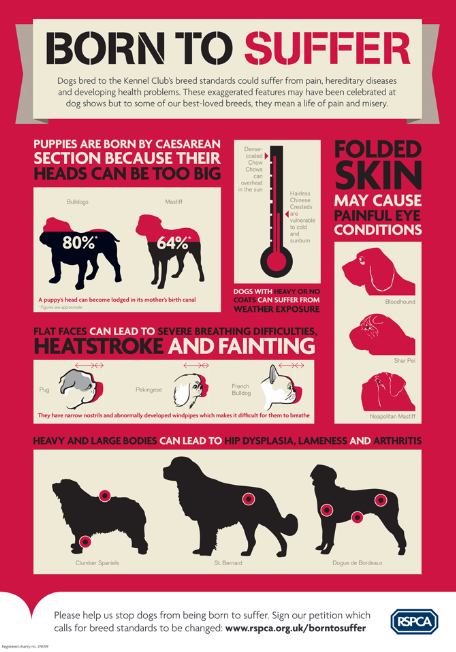 BORN TO SUFFER
Dogs bred to the Kennel Club's breed standards could suffer from pain, hereditary diseases
and developing health problems. These exaggerated features may have been celebrated at
dog shows but to some of our best-loved breeds, they mean a life of pain and misery.
PUPPIES ARE BORN BY CAESAREAN
SECTION BECAUSE THEIR
HEADS CAN BE TOO BIG
Bulldogs
Mastiff
80%*
64%*
A puppy's head can become lodged in its mother's birth canal
* Figures are approximate
Dense-
coated
Chow
Chows
can
overheat
in the sun
Hairless
Chinese
Cresteds
are
vulnerable
to cold
and
sunburn
DOGS WITH HEAVY OR NO
COATS CAN SUFFER FROM
WEATHER EXPOSURE
FOLDED
SKIN
MAY CAUSE
PAINFUL EYE
CONDITIONS
Bloodhound
Shar Pei
Neapolitan Mastiff
FLAT FACES CAN LEAD TO SEVERE BREATHING DIFFICULTIES,
HEATSTROKE AND FAINTING
Pug
Pekingese
French
Bulldog
They have narrow nostrils and abnormally developed windpipes which makes it difficult for them to breathe
HEAVY AND LARGE BODIES CAN LEAD TO HIP DYSPLASIA, LAMENESS AND ARTHRITIS
Clumber Spaniels
St. Bernard
Dogue de Bordeaux
Please help us stop dogs from being born to suffer. Sign our petition which
calls for breed standards to be changed: www.rspca.org.uk/borntosuffer
RSPCA
Registered charity no.